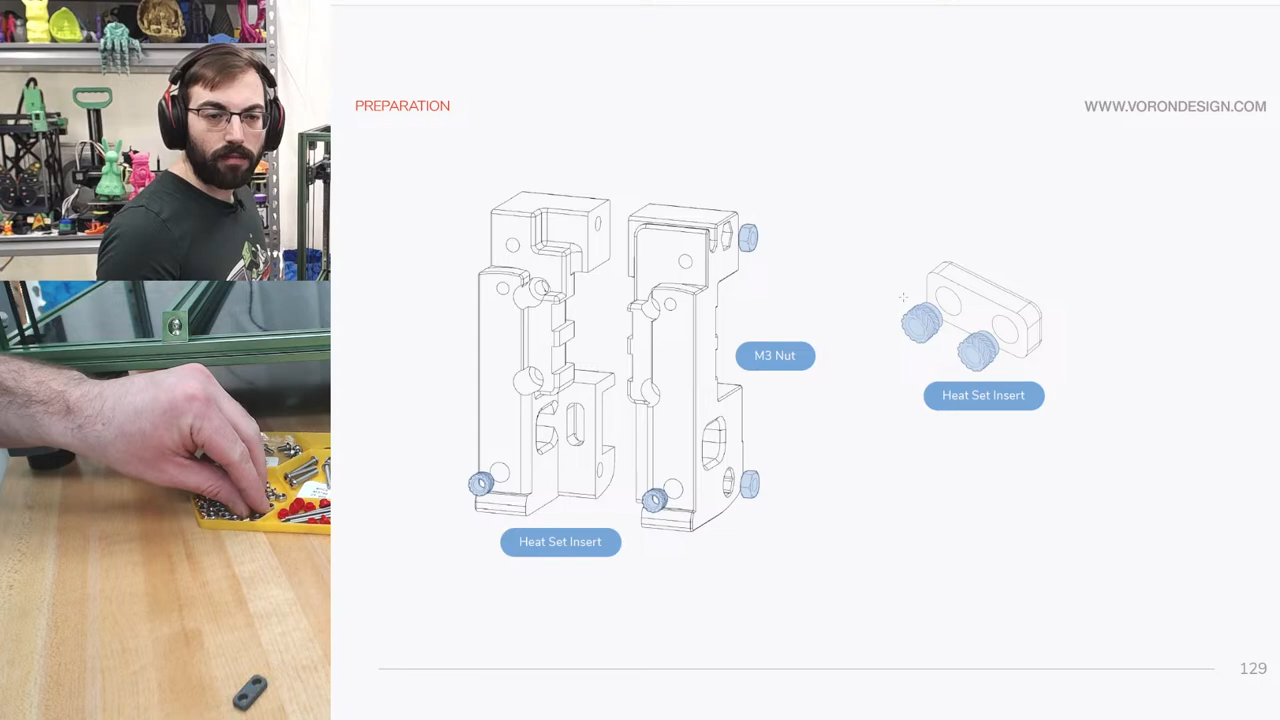 PREPARATION
WWW.VORONDESIGN.COM
M3 Nut
Heat Set Insert
Heat Set Insert
129